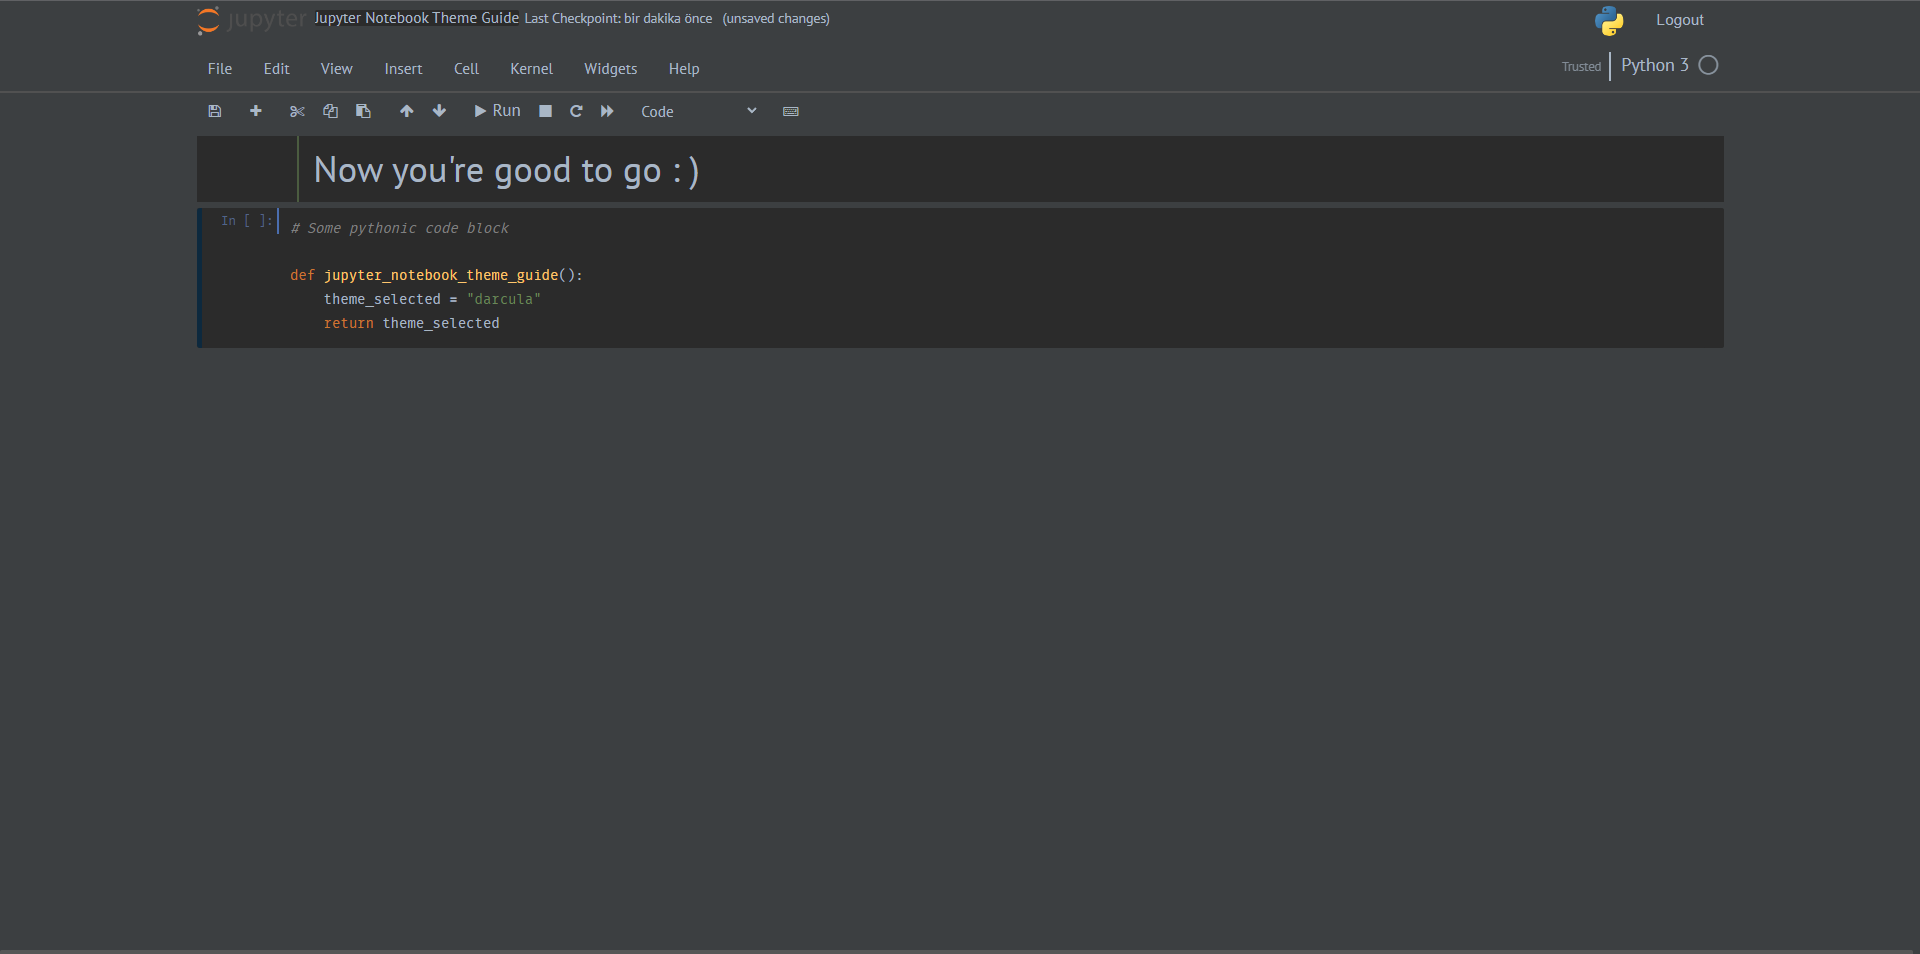 jupyter Jupyter Notebook Theme Guide Last Checkpoint: bir dakika önce (unsaved changes) Logout
File Edit View Insert Cell Kernel Widgets Help Trusted Python 3
Run Code
Now you're good to go :)
In [ ]: # Some pythonic code block
def jupyter_notebook_theme_guide():
    theme_selected = "darcula"
    return theme_selected